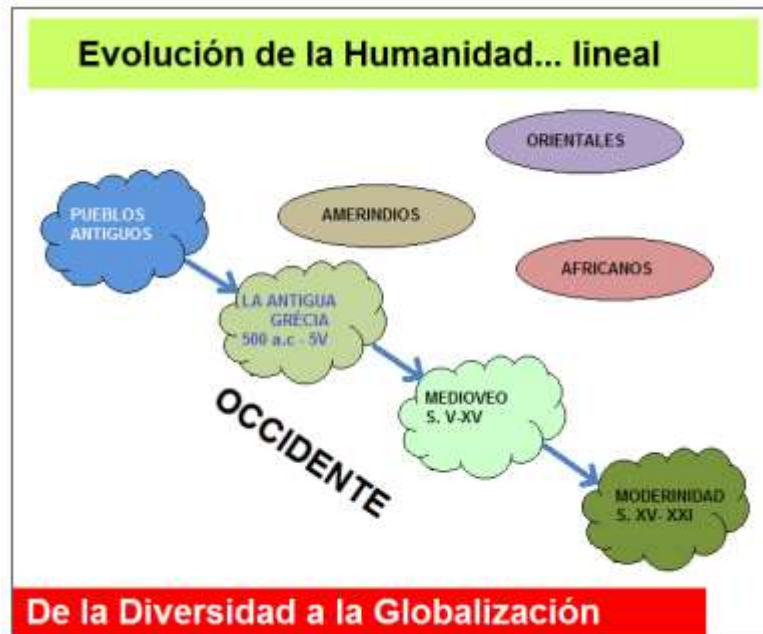 Evolución de la Humanidad... lineal
ORIENTALES
PUEBLOS
ANTIGUOS
AMERINDIOS
AFRICANOS
LA ANTIGUA
GRÉCIA
500 a.c - 5V
OCCIDENTE
MEDIOVEO
S. V-XV
MODERINIDAD
S. XV- XXI
De la Diversidad a la Globalización